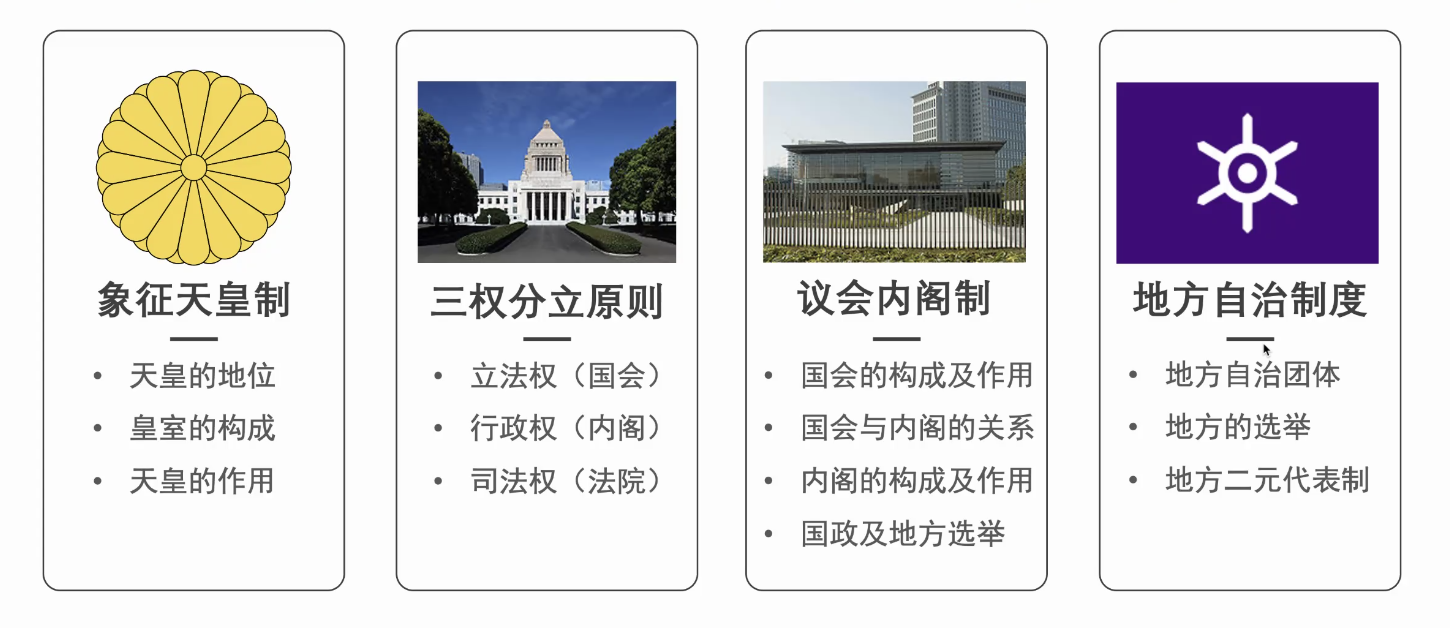 象征天皇制
• 天皇的地位
• 皇室的构成
• 天皇的作用
三权分立原则
• 立法权（国会）
• 行政权（内阁）
• 司法权（法院）
议会内阁制
• 国会的构成及作用
• 国会与内阁的关系
• 内阁的构成及作用
• 国政及地方选举
地方自治制度
• 地方自治团体
• 地方的选举
• 地方二元代表制